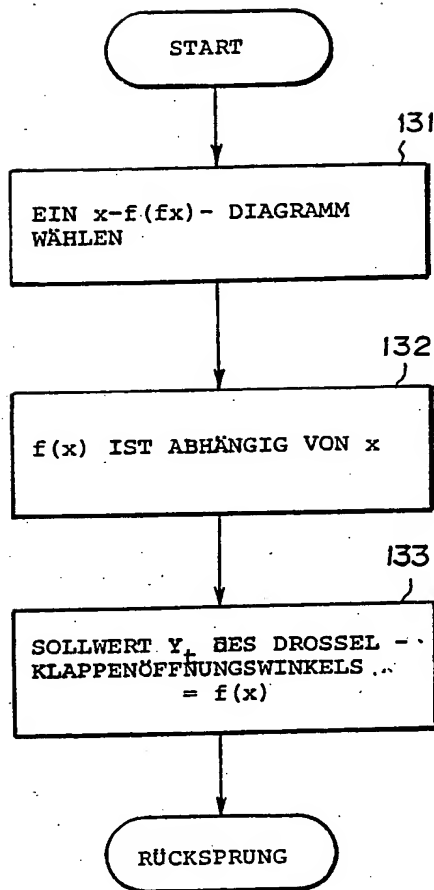 START
131
EIN x-f(fx)- DIAGRAMM
WÄHLEN
132
f(x) IST ABHÄNGIG VON x
133
SOLLWERT Yt DES DROSSEL -
KLAPPENÖFFNUNGSWINKELS
= f(x)
RÜCKSPRUNG